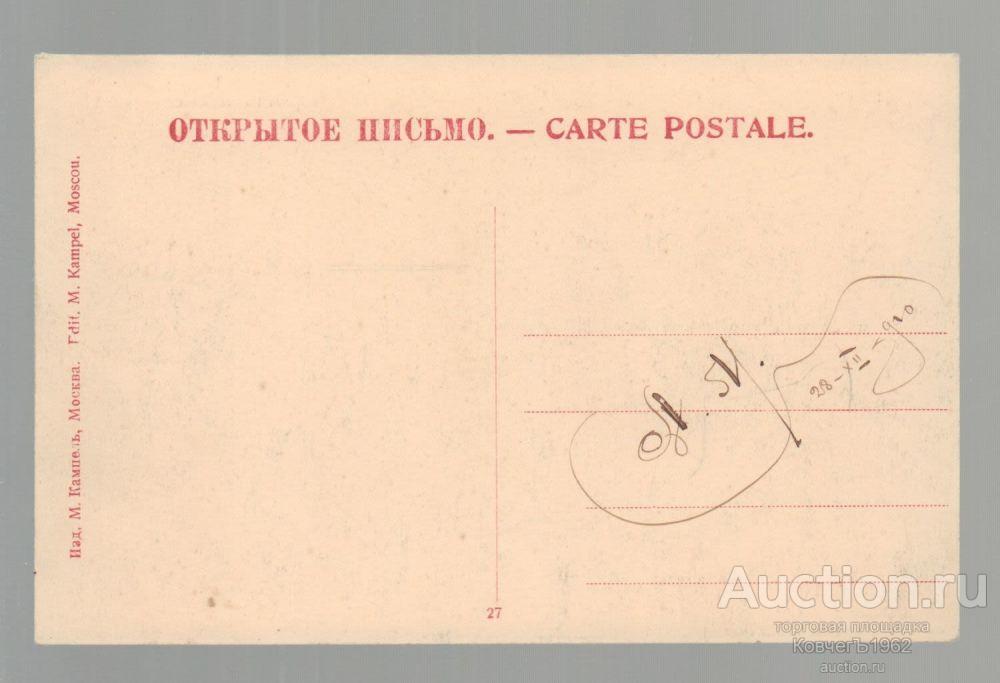 ОТКРЫТОЕ ПИСЬМО. — CARTE POSTALE.
Изд. М. Кампель, Москва. Edit. M. Kampel, Moscou.
28-XII-910
27
Auction.ru
торговая площадка
КовчегЪ1962
auction.ru